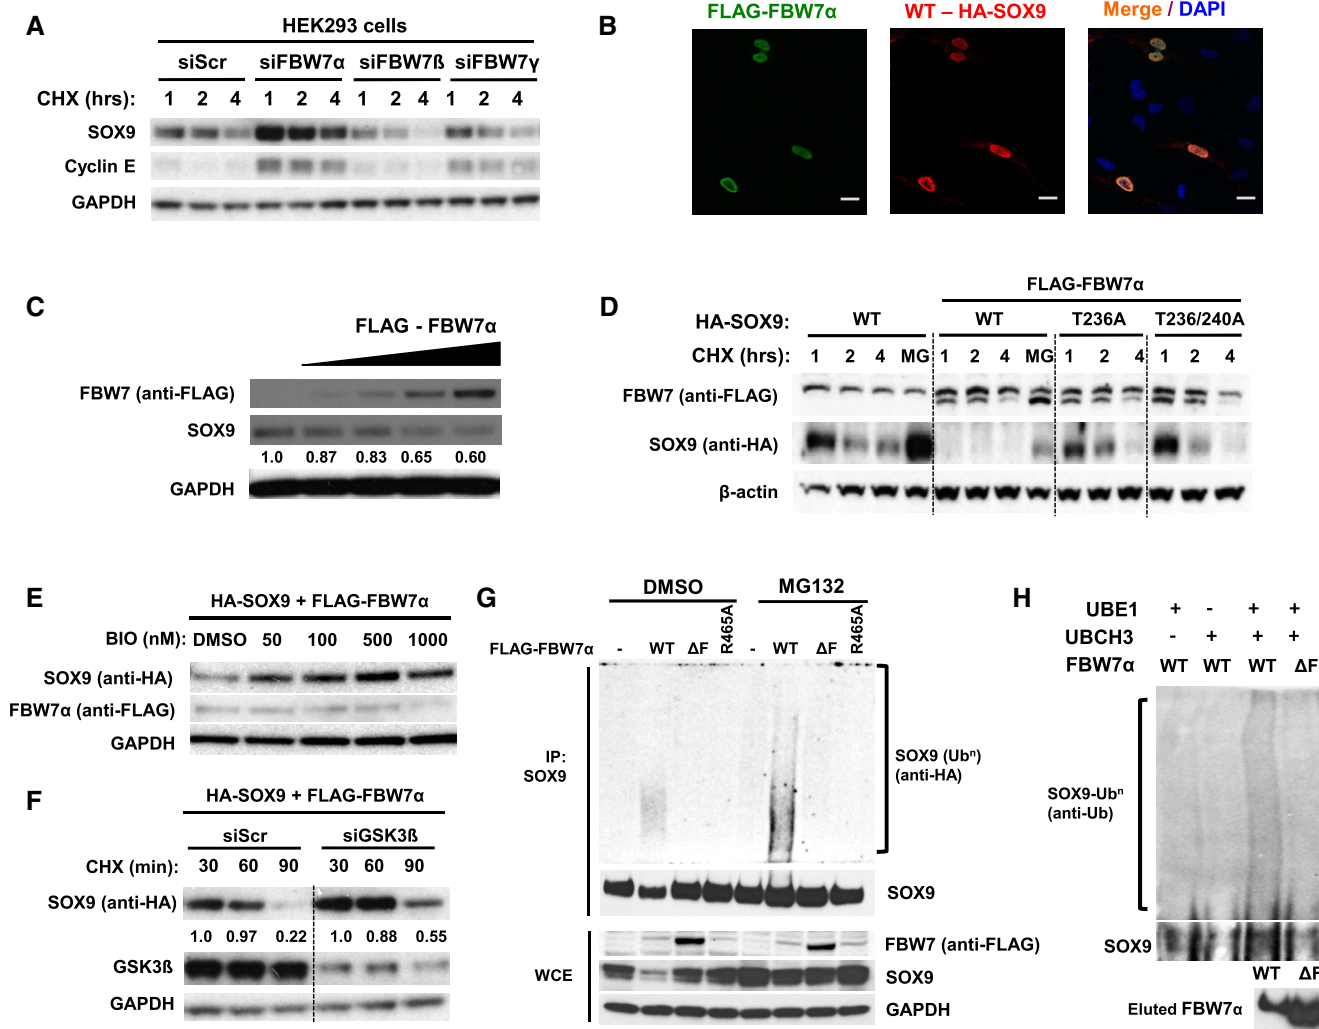 A
HEK293 cells
siScr siFBW7α siFBW7ß siFBW7γ
CHX (hrs): 1 2 4 1 2 4 1 2 4 1 2 4
SOX9
Cyclin E
GAPDH
B
FLAG-FBW7α WT – HA-SOX9 Merge / DAPI
C
FLAG - FBW7α
FBW7 (anti-FLAG)
SOX9
1.0 0.87 0.83 0.65 0.60
GAPDH
D
FLAG-FBW7α
HA-SOX9: WT WT T236A T236/240A
CHX (hrs): 1 2 4 MG 1 2 4 MG 1 2 4 1 2 4
FBW7 (anti-FLAG)
SOX9 (anti-HA)
β-actin
E
HA-SOX9 + FLAG-FBW7α
BIO (nM): DMSO 50 100 500 1000
SOX9 (anti-HA)
FBW7α (anti-FLAG)
GAPDH
F
HA-SOX9 + FLAG-FBW7α
siScr siGSK3ß
CHX (min): 30 60 90 30 60 90
SOX9 (anti-HA)
1.0 0.97 0.22 1.0 0.88 0.55
GSK3ß
GAPDH
G
DMSO MG132
FLAG-FBW7α - WT ΔF R465A - WT ΔF R465A
IP:
SOX9
SOX9 (Ubⁿ)
(anti-HA)
SOX9
WCE
FBW7 (anti-FLAG)
SOX9
GAPDH
H
UBE1 + - + +
UBCH3 - + + +
FBW7α WT WT WT ΔF
SOX9-Ubⁿ
(anti-Ub)
SOX9
WT ΔF
Eluted FBW7α